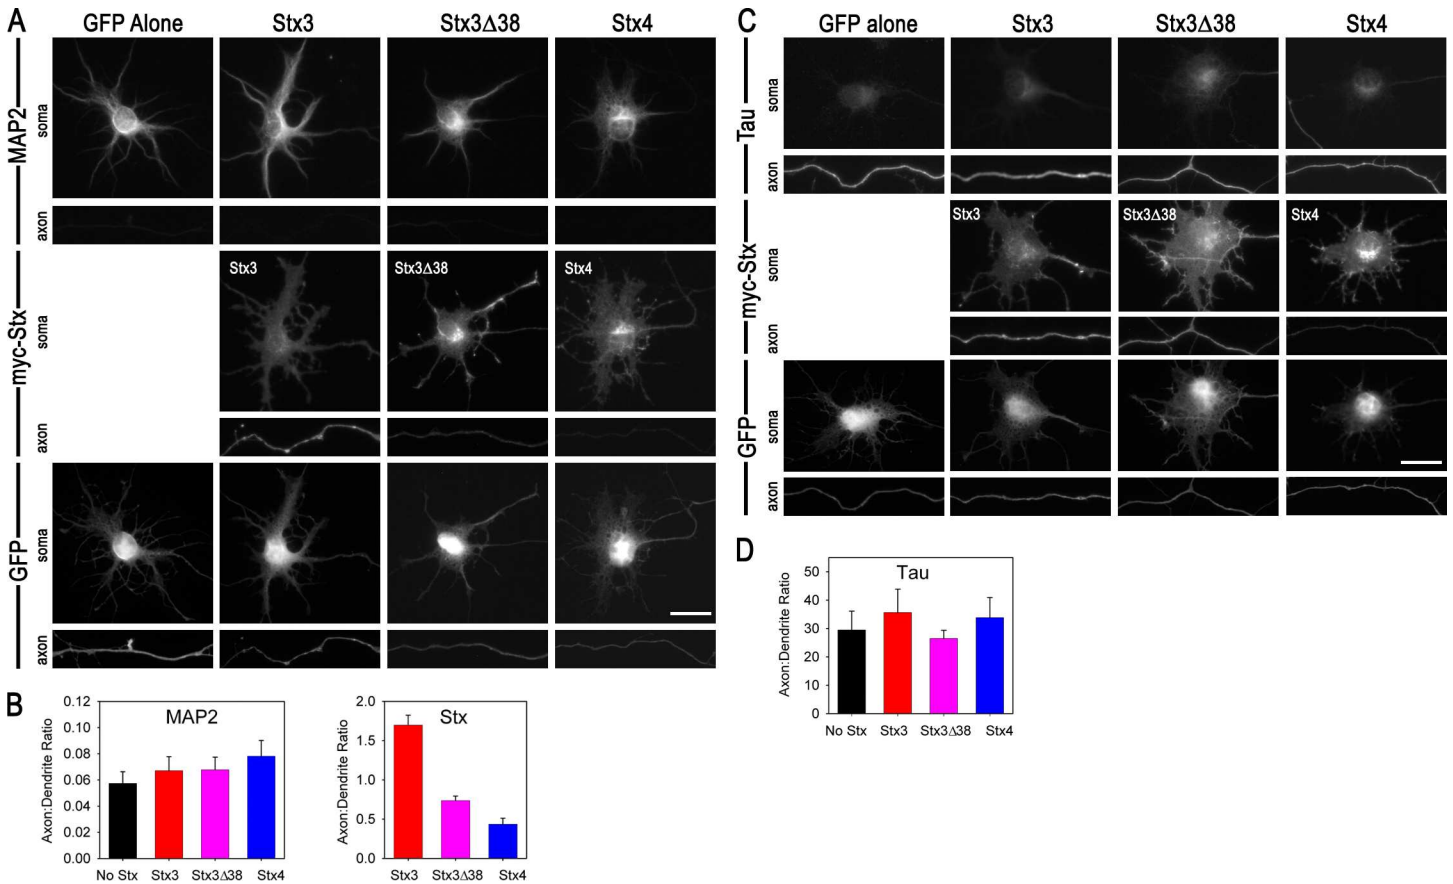 A
GFP Alone Stx3 Stx3Δ38 Stx4
MAP2
soma
axon
myc-Stx
soma
Stx3 Stx3Δ38 Stx4
axon
GFP
soma
axon
B
MAP2
Axon:Dendrite Ratio
0.12
0.10
0.08
0.06
0.04
0.02
0.00
No Stx Stx3 Stx3Δ38 Stx4
Stx
Axon:Dendrite Ratio
2.0
1.5
1.0
0.5
0.0
Stx3 Stx3Δ38 Stx4
C
GFP alone Stx3 Stx3Δ38 Stx4
Tau
soma
axon
myc-Stx
soma
Stx3 Stx3Δ38 Stx4
axon
GFP
soma
axon
D
Tau
Axon:Dendrite Ratio
50
40
30
20
10
0
No Stx Stx3 Stx3Δ38 Stx4